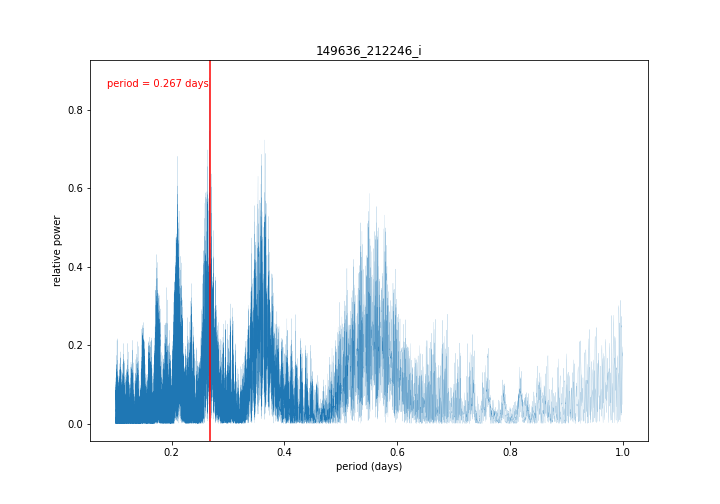 149636_212246_i
period = 0.267 days
relative power
0.8
0.6
0.4
0.2
0.0
0.2 0.4 0.6 0.8 1.0
period (days)